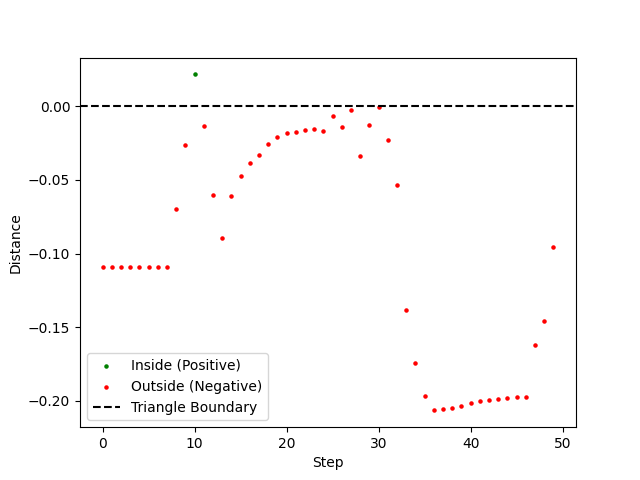 0.00
−0.05
−0.10
−0.15
−0.20
Distance
Inside (Positive)
Outside (Negative)
Triangle Boundary
0 10 20 30 40 50
Step